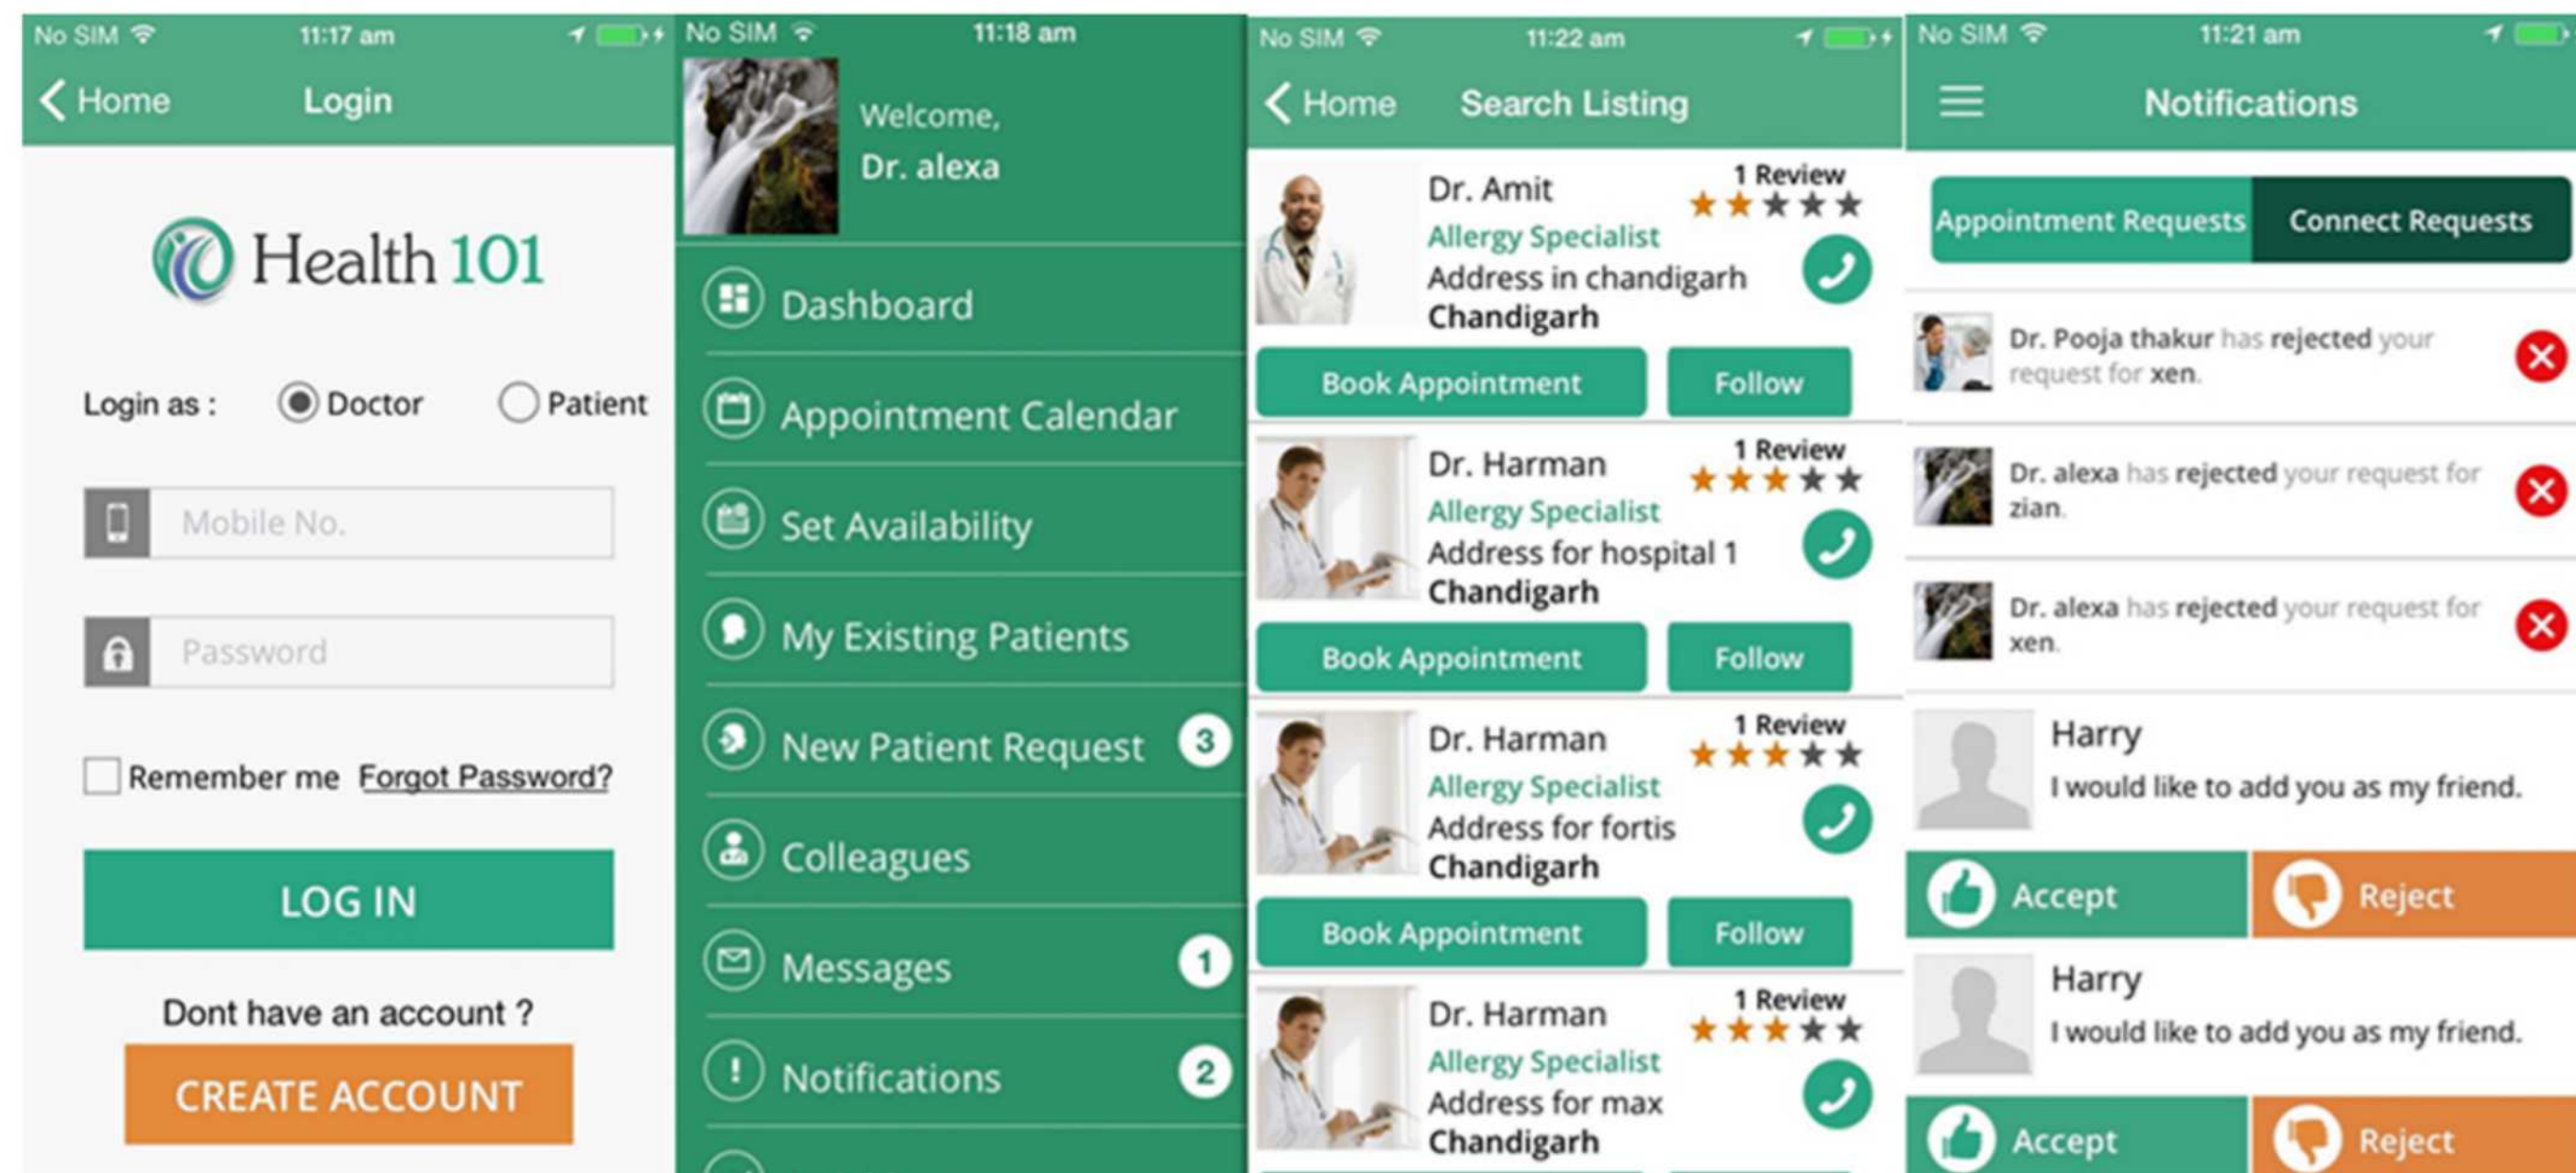 No SIM 11:17 am
Home Login
Health 101
Login as : Doctor Patient
Mobile No.
Password
Remember me Forgot Password?
LOG IN
Dont have an account ?
CREATE ACCOUNT
No SIM 11:18 am
Welcome,
Dr. alexa
Dashboard
Appointment Calendar
Set Availability
My Existing Patients
New Patient Request 3
Colleagues
Messages 1
Notifications 2
No SIM 11:22 am
Home Search Listing
Dr. Amit 1 Review
Allergy Specialist
Address in chandigarh
Chandigarh
Book Appointment Follow
Dr. Harman 1 Review
Allergy Specialist
Address for hospital 1
Chandigarh
Book Appointment Follow
Dr. Harman 1 Review
Allergy Specialist
Address for fortis
Chandigarh
Book Appointment Follow
Dr. Harman 1 Review
Allergy Specialist
Address for max
Chandigarh
No SIM 11:21 am
Notifications
Appointment Requests Connect Requests
Dr. Pooja thakur has rejected your
request for xen.
Dr. alexa has rejected your request for
zian.
Dr. alexa has rejected your request for
xen.
Harry
I would like to add you as my friend.
Accept Reject
Harry
I would like to add you as my friend.
Accept Reject